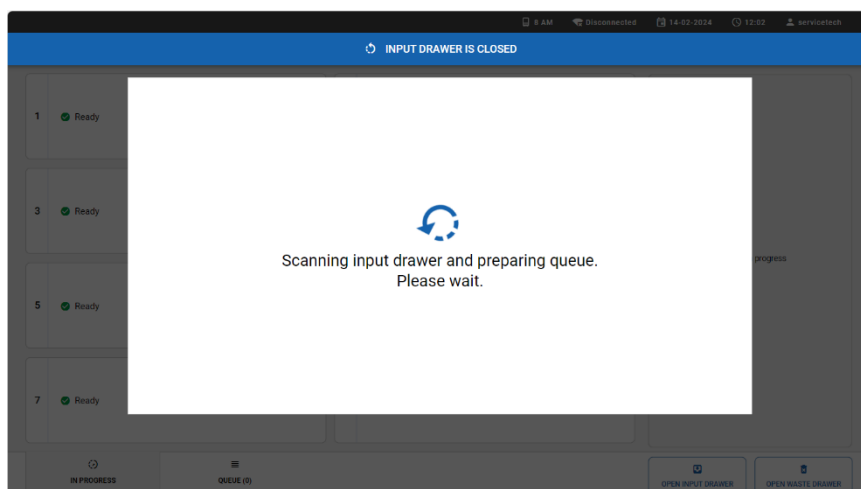 8 AM Disconnected 14-02-2024 12:02 servicetech
INPUT DRAWER IS CLOSED
1 Ready
3 Ready
Scanning input drawer and preparing queue.
Please wait.
progress
5 Ready
7 Ready
IN PROGRESS QUEUE (0) OPEN INPUT DRAWER OPEN WASTE DRAWER